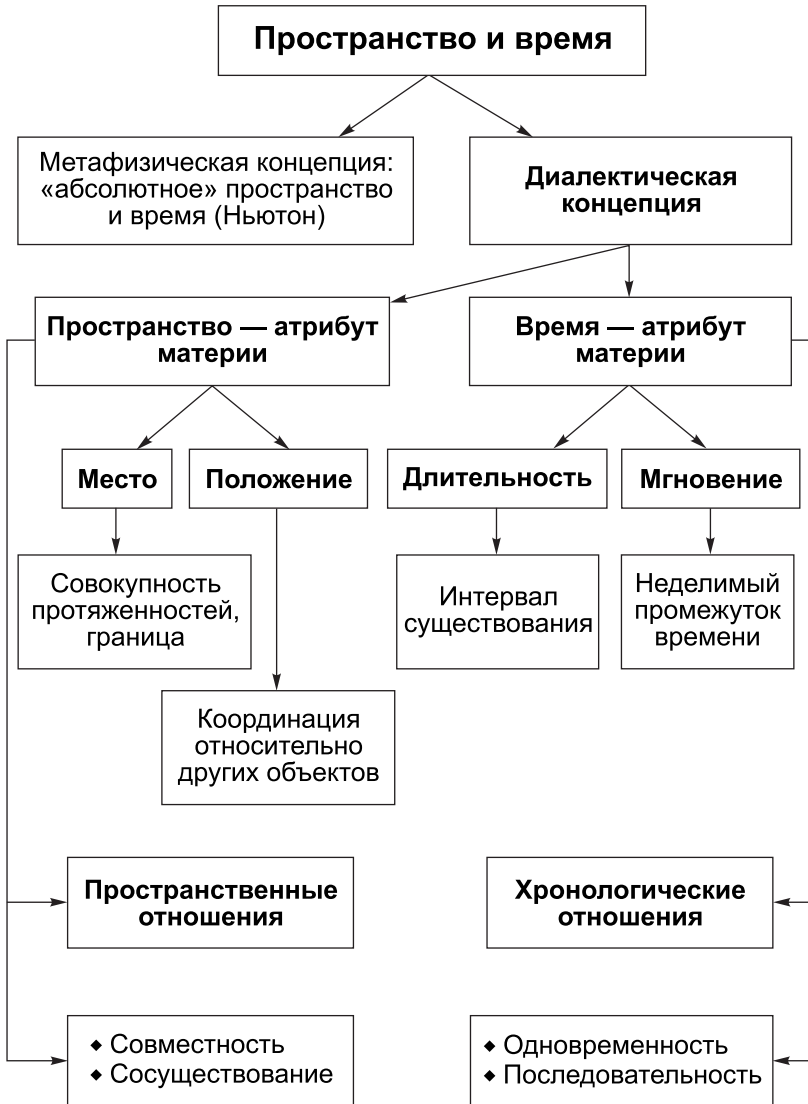 Пространство и время
Метафизическая концепция:
«абсолютное» пространство
и время (Ньютон)
Диалектическая
концепция
Пространство — атрибут
материи
Время — атрибут
материи
Место
Положение
Длительность
Мгновение
Совокупность
протяженностей,
граница
Интервал
существования
Неделимый
промежуток
времени
Координация
относительно
других объектов
Пространственные
отношения
Хронологические
отношения
◆ Совместность
◆ Сосуществование
◆ Одновременность
◆ Последовательность